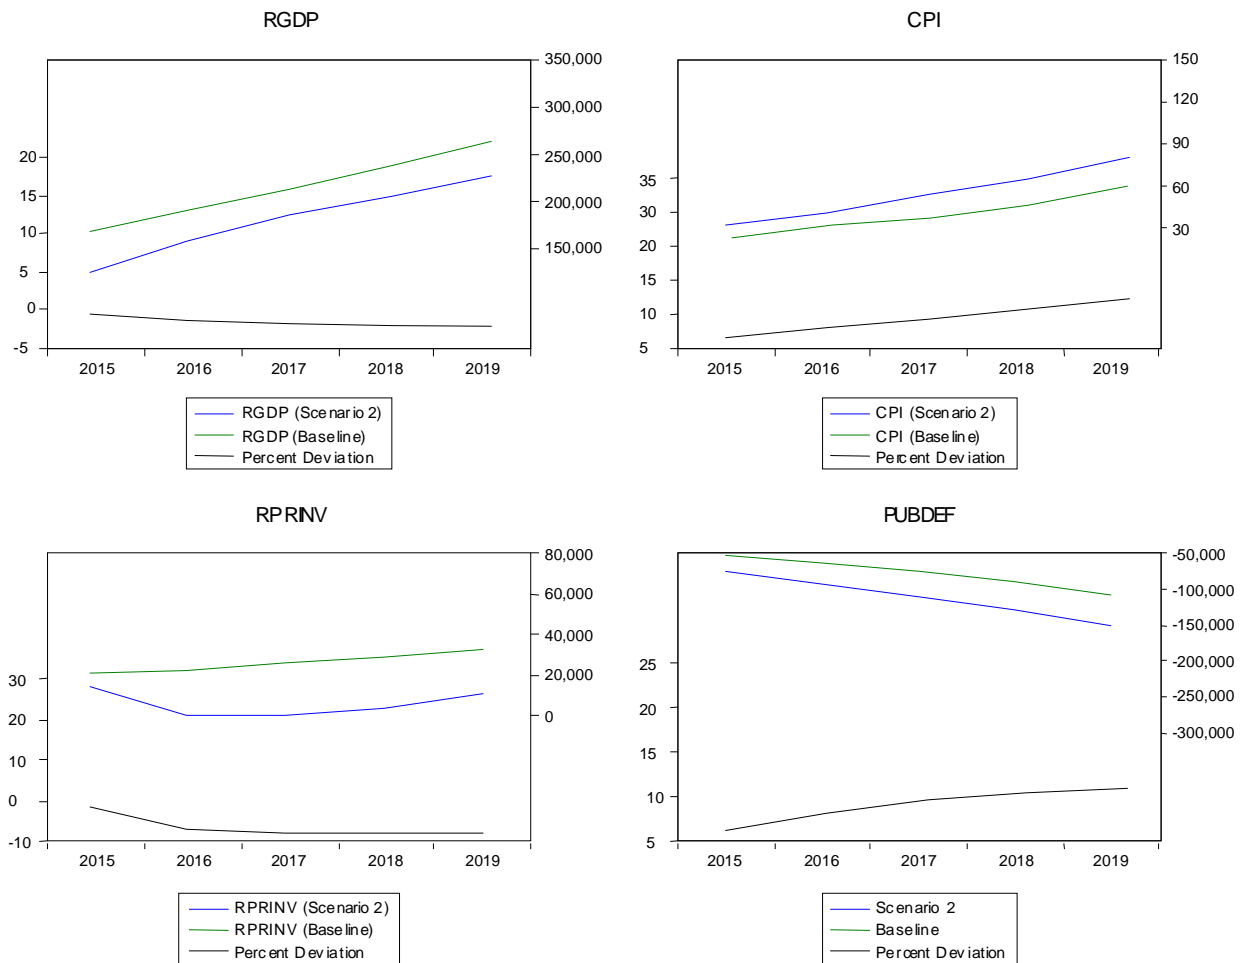 RGDP
350,000
300,000
250,000
200,000
150,000
20
15
10
5
0
-5
2015 2016 2017 2018 2019
RGDP (Scenario 2)
RGDP (Baseline)
Percent Deviation
CPI
150
120
90
60
30
35
30
25
20
15
10
5
2015 2016 2017 2018 2019
CPI (Scenario 2)
CPI (Baseline)
Percent Deviation
RPRINV
80,000
60,000
40,000
20,000
0
30
20
10
0
-10
2015 2016 2017 2018 2019
RPRINV (Scenario 2)
RPRINV (Baseline)
Percent Deviation
PUBDEF
-50,000
-100,000
-150,000
-200,000
-250,000
-300,000
25
20
15
10
5
2015 2016 2017 2018 2019
Scenario 2
Baseline
Percent Deviation